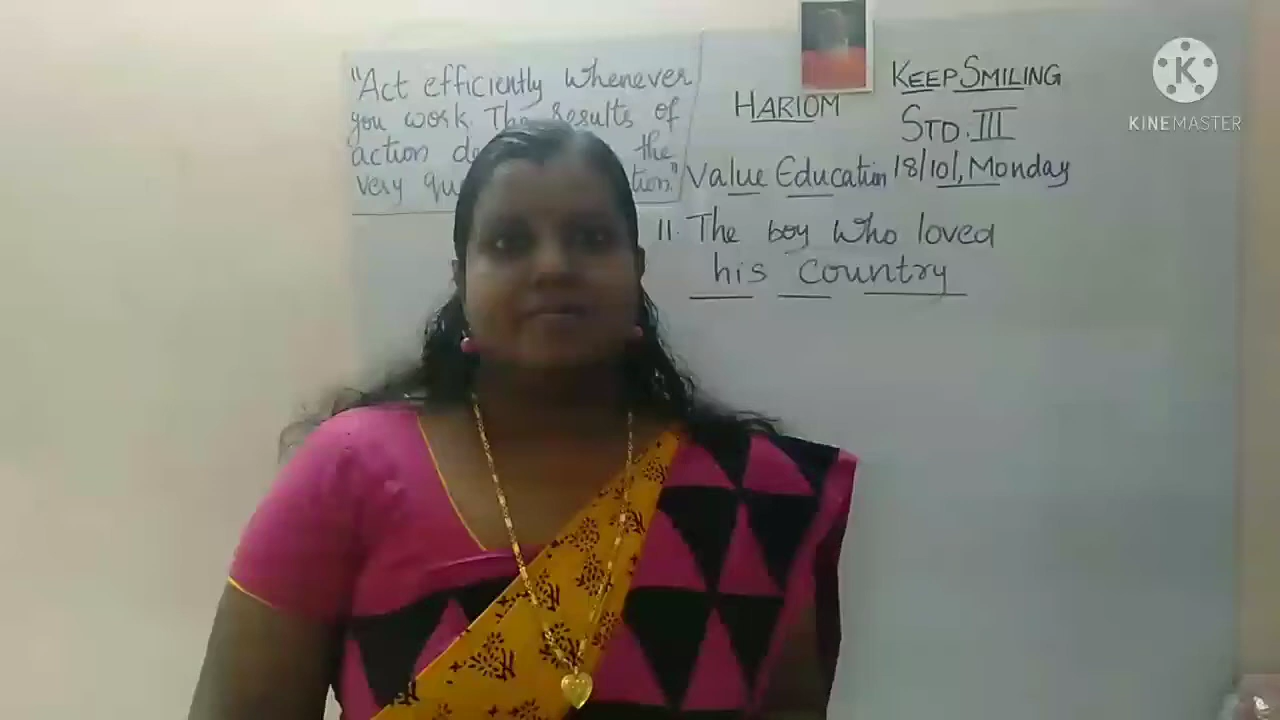 "Act efficiently whenever
you work. The results of
action the
very
HARIOM
KEEP SMILING
STD. III
Value Education 18/10/, Monday
11. The boy who loved
his country
KINEMASTER